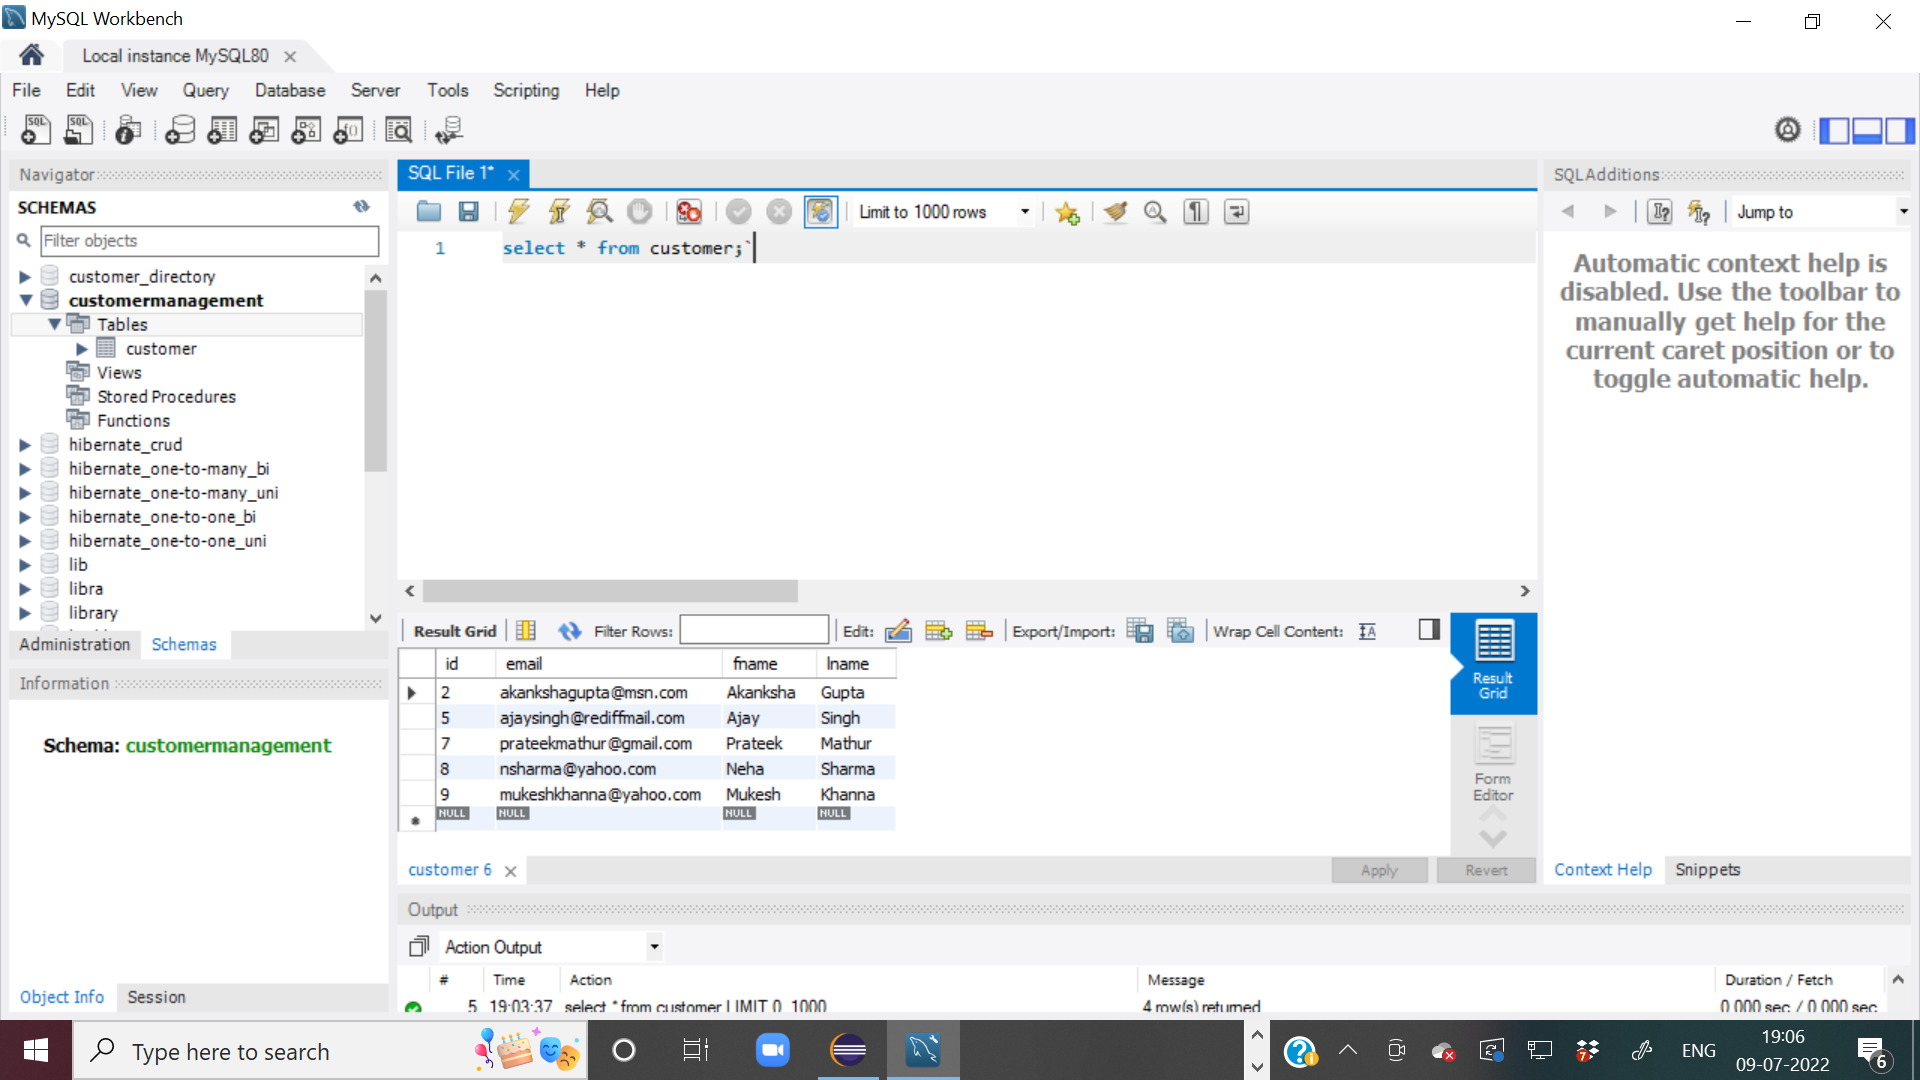 MySQL Workbench
Local instance MySQL80
File Edit View Query Database Server Tools Scripting Help
Navigator
SCHEMAS
Filter objects
customer_directory
customermanagement
Tables
customer
Views
Stored Procedures
Functions
hibernate_crud
hibernate_one-to-many_bi
hibernate_one-to-many_uni
hibernate_one-to-one_bi
hibernate_one-to-one_uni
lib
libra
library
Administration Schemas
Information
Schema: customermanagement
Object Info Session
SQL File 1*
Limit to 1000 rows
1 select * from customer;`
Result Grid Filter Rows: Edit: Export/Import: Wrap Cell Content:
id email fname lname
2 akankshagupta@msn.com Akanksha Gupta
5 ajaysingh@rediffmail.com Ajay Singh
7 prateekmathur@gmail.com Prateek Mathur
8 nsharma@yahoo.com Neha Sharma
9 mukeshkhanna@yahoo.com Mukesh Khanna
NULL NULL NULL NULL
Result
Grid
Form
Editor
customer 6
Apply Revert
Output
Action Output
# Time Action Message Duration / Fetch
5 19:03:37 select * from customer LIMIT 0, 1000 4 row(s) returned 0.000 sec / 0.000 sec
SQLAdditions
Jump to
Automatic context help is
disabled. Use the toolbar to
manually get help for the
current caret position or to
toggle automatic help.
Context Help Snippets
Type here to search
ENG
19:06
09-07-2022
6